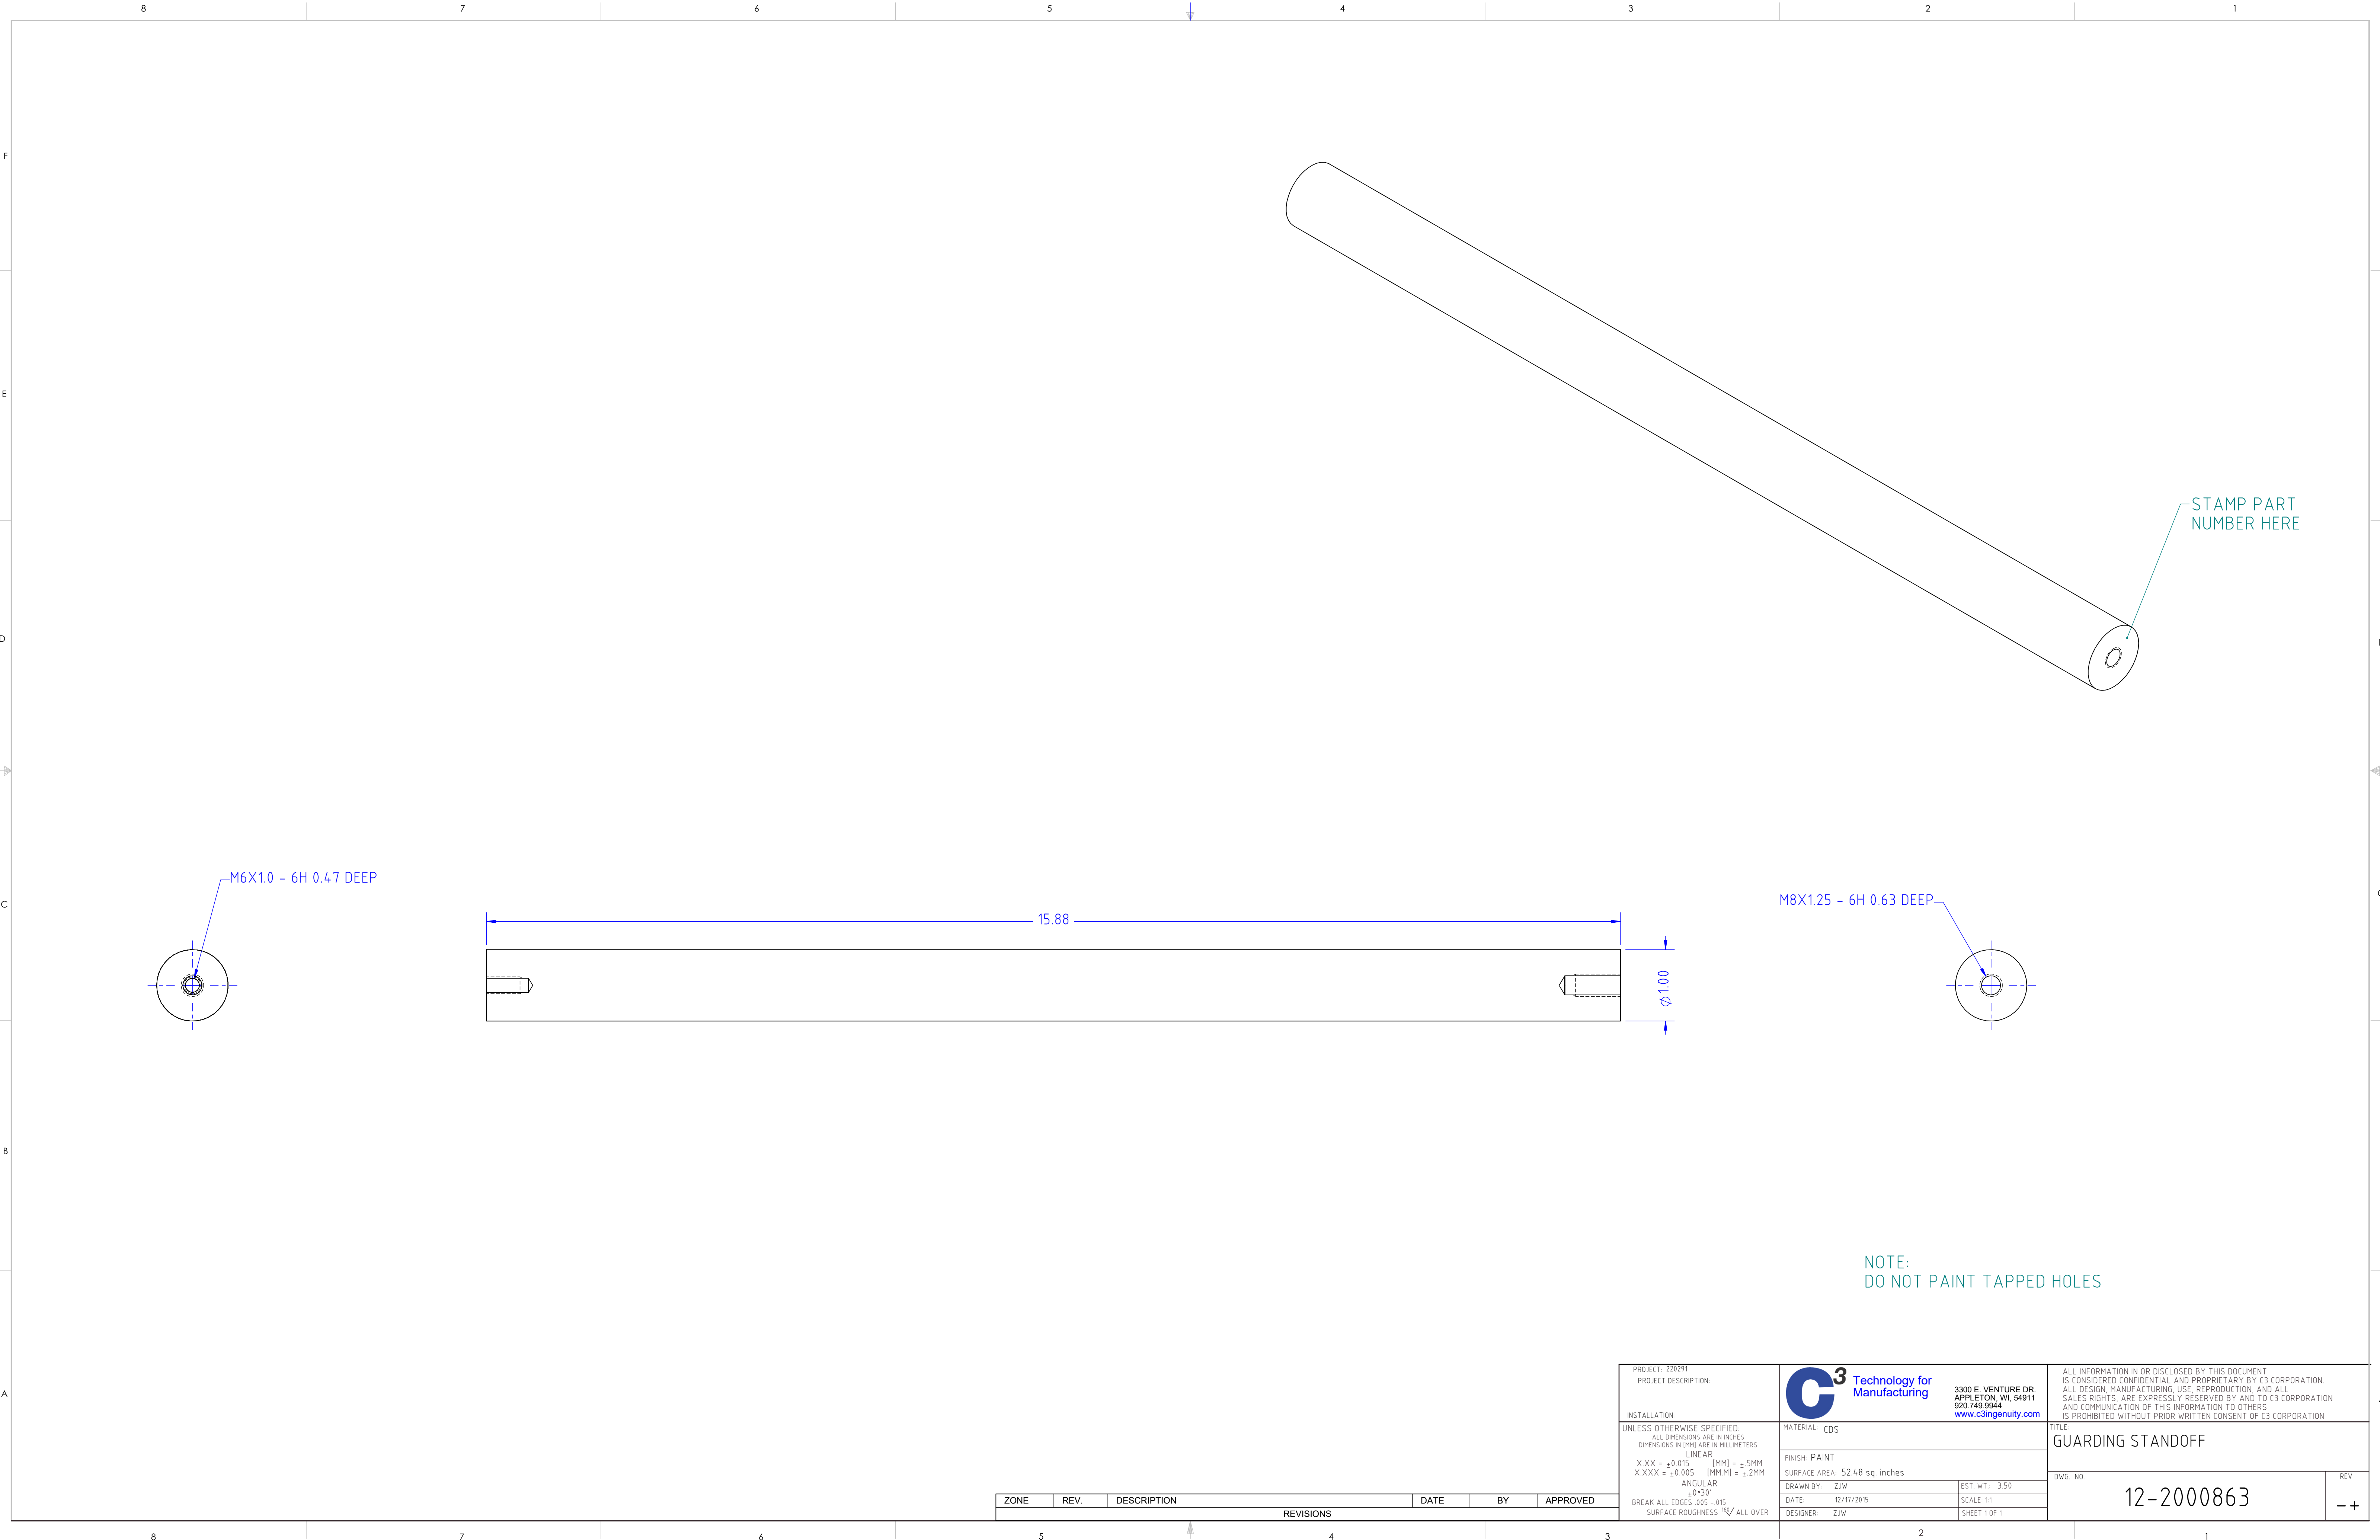 8 7 6 5 4 3 2 1
F
E
D
C
B
A
STAMP PART
NUMBER HERE
M6X1.0 - 6H 0.47 DEEP
15.88
M8X1.25 - 6H 0.63 DEEP
Ø1.00
NOTE:
DO NOT PAINT TAPPED HOLES
PROJECT: 220291
PROJECT DESCRIPTION:
INSTALLATION:
C3 Technology for
Manufacturing
3300 E. VENTURE DR.
APPLETON, WI, 54911
920.749.9944
www.c3ingenuity.com
ALL INFORMATION IN OR DISCLOSED BY THIS DOCUMENT
IS CONSIDERED CONFIDENTIAL AND PROPRIETARY BY C3 CORPORATION.
ALL DESIGN, MANUFACTURING, USE, REPRODUCTION, AND ALL
SALES RIGHTS, ARE EXPRESSLY RESERVED BY AND TO C3 CORPORATION
AND COMMUNICATION OF THIS INFORMATION TO OTHERS
IS PROHIBITED WITHOUT PRIOR WRITTEN CONSENT OF C3 CORPORATION
UNLESS OTHERWISE SPECIFIED:
ALL DIMENSIONS ARE IN INCHES
DIMENSIONS IN [MM] ARE IN MILLIMETERS
LINEAR
X.XX = ±0.015 [MM] = ±.5MM
X.XXX = ±0.005 [MM.M] = ±.2MM
ANGULAR
±0°30'
BREAK ALL EDGES .005 -.015
SURFACE ROUGHNESS 160 ALL OVER
MATERIAL: CDS
FINISH: PAINT
SURFACE AREA: 52.48 sq. inches
DRAWN BY: ZJW
EST. WT.: 3.50
DATE: 12/17/2015
SCALE: 1:1
DESIGNER: ZJW
SHEET 1 OF 1
TITLE:
GUARDING STANDOFF
DWG. NO.
12-2000863
REV
-+
ZONE REV. DESCRIPTION DATE BY APPROVED
REVISIONS
8 7 6 5 4 3 2 1